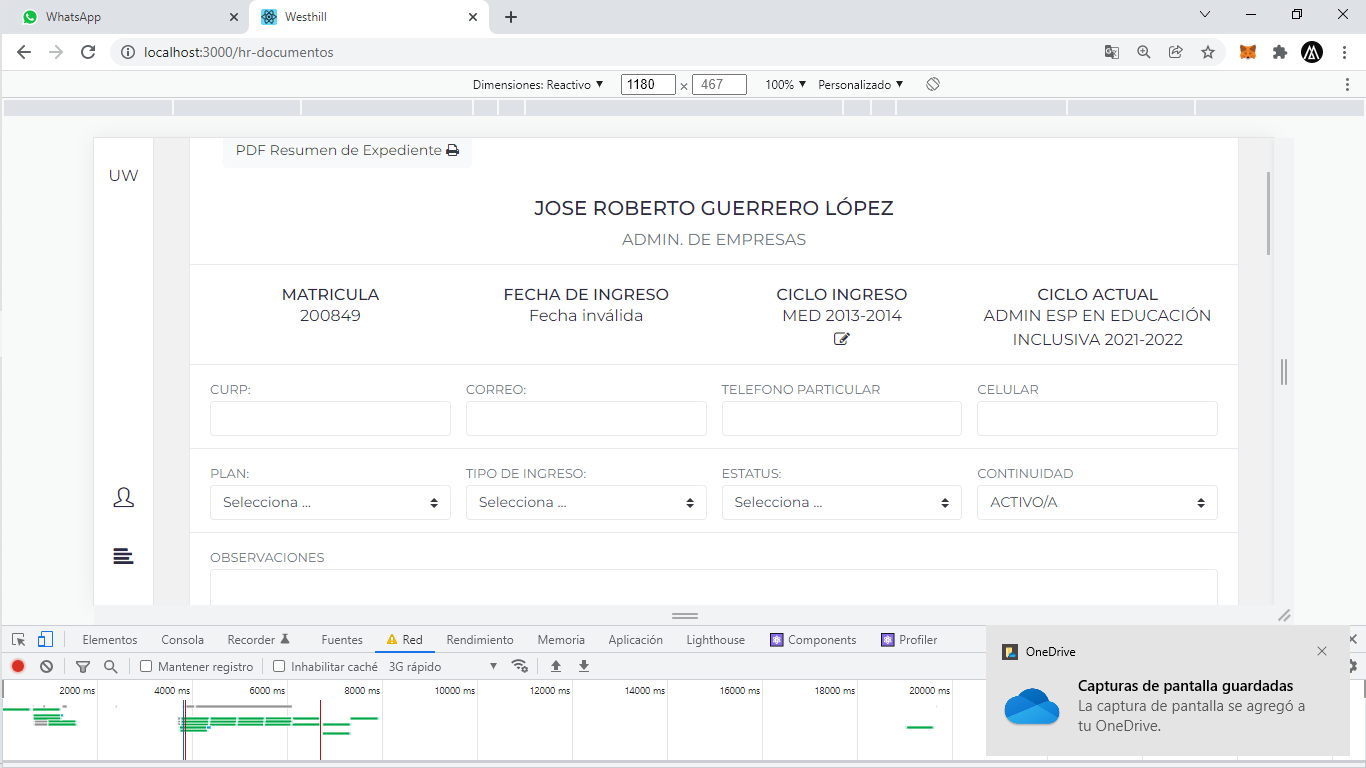 WhatsApp
Westhill
localhost:3000/hr-documentos
Dimensiones: Reactivo ▼ 1180 × 467 100% ▼ Personalizado ▼
PDF Resumen de Expediente
UW
JOSE ROBERTO GUERRERO LÓPEZ
ADMIN. DE EMPRESAS
MATRICULA
200849
FECHA DE INGRESO
Fecha inválida
CICLO INGRESO
MED 2013-2014
CICLO ACTUAL
ADMIN ESP EN EDUCACIÓN
INCLUSIVA 2021-2022
CURP: CORREO: TELEFONO PARTICULAR CELULAR
PLAN: TIPO DE INGRESO: ESTATUS: CONTINUIDAD
Selecciona ... Selecciona ... Selecciona ... ACTIVO/A
OBSERVACIONES
Elementos Consola Recorder Fuentes Red Rendimiento Memoria Aplicación Lighthouse Components Profiler
Mantener registro Inhabilitar caché 3G rápido ▼
2000 ms 4000 ms 6000 ms 8000 ms 10000 ms 12000 ms 14000 ms 16000 ms 18000 ms 20000 ms
OneDrive
Capturas de pantalla guardadas
La captura de pantalla se agregó a
tu OneDrive.